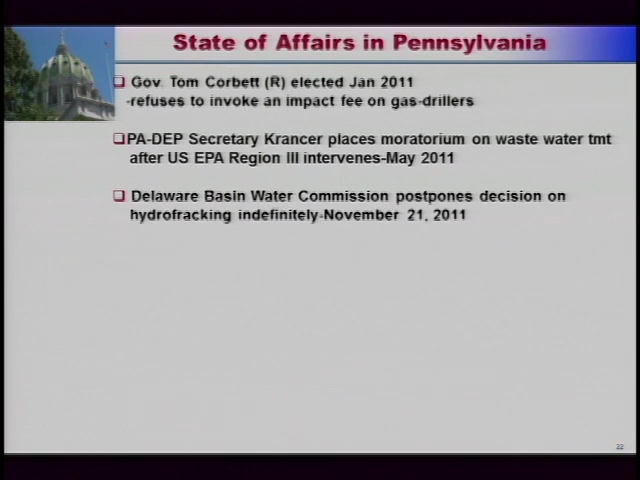 State of Affairs in Pennsylvania
❑ Gov. Tom Corbett (R) elected Jan 2011
-refuses to invoke an impact fee on gas-drillers
❑PA-DEP Secretary Krancer places moratorium on waste water tmt
after US EPA Region III intervenes-May 2011
❑ Delaware Basin Water Commission postpones decision on
hydrofracking indefinitely-November 21, 2011
22